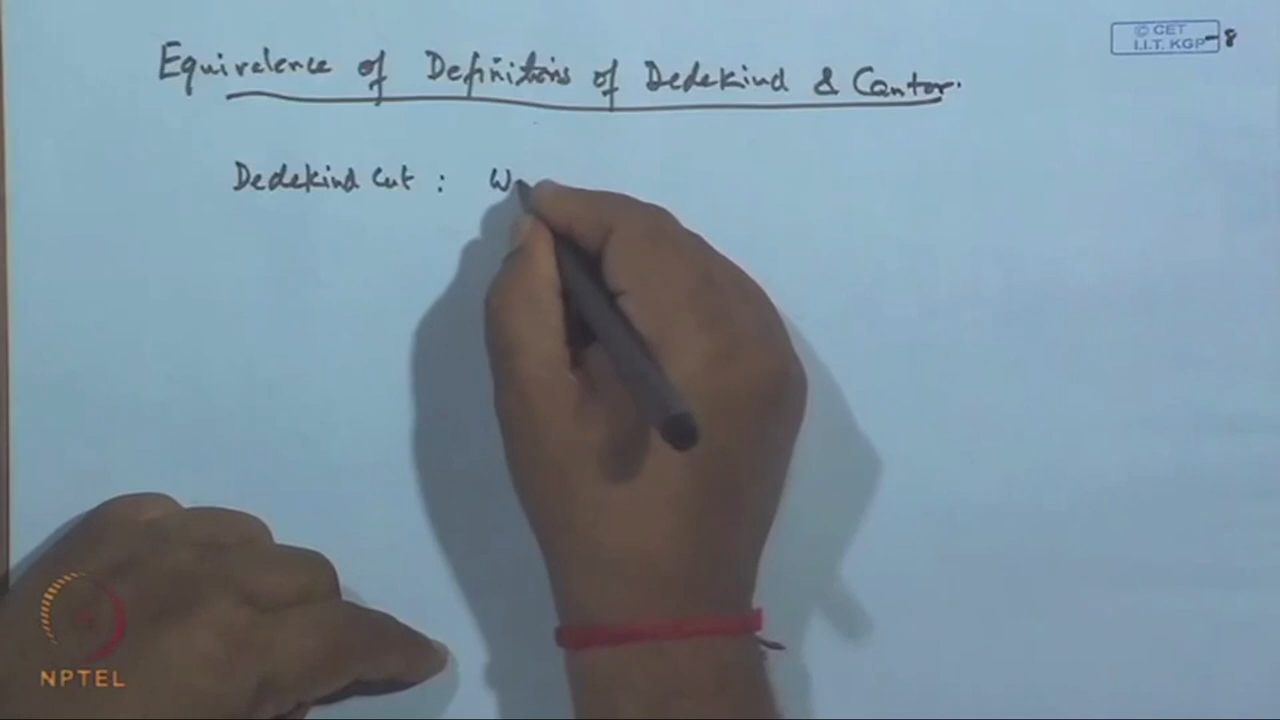 Equivalence of Definitions of Dedekind & Cantor.
© CET
I.I.T. KGP
-8
Dedekind Cut : W
NPTEL